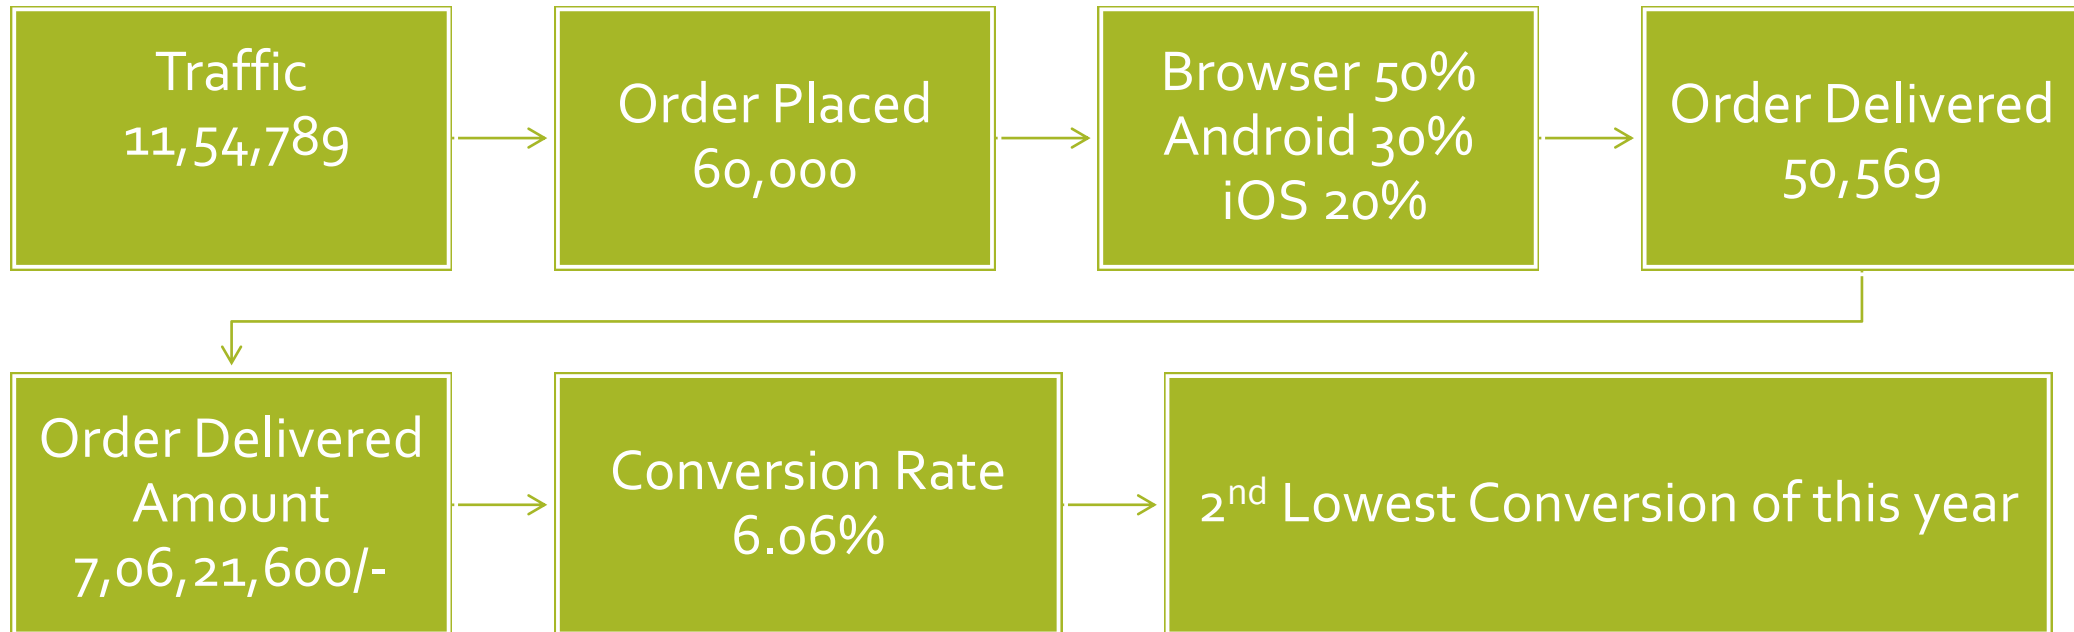 Traffic
11,54,789
Order Placed
60,000
Browser 50%
Android 30%
iOS 20%
Order Delivered
50,569
Order Delivered
Amount
7,06,21,600/-
Conversion Rate
6.06%
2nd Lowest Conversion of this year